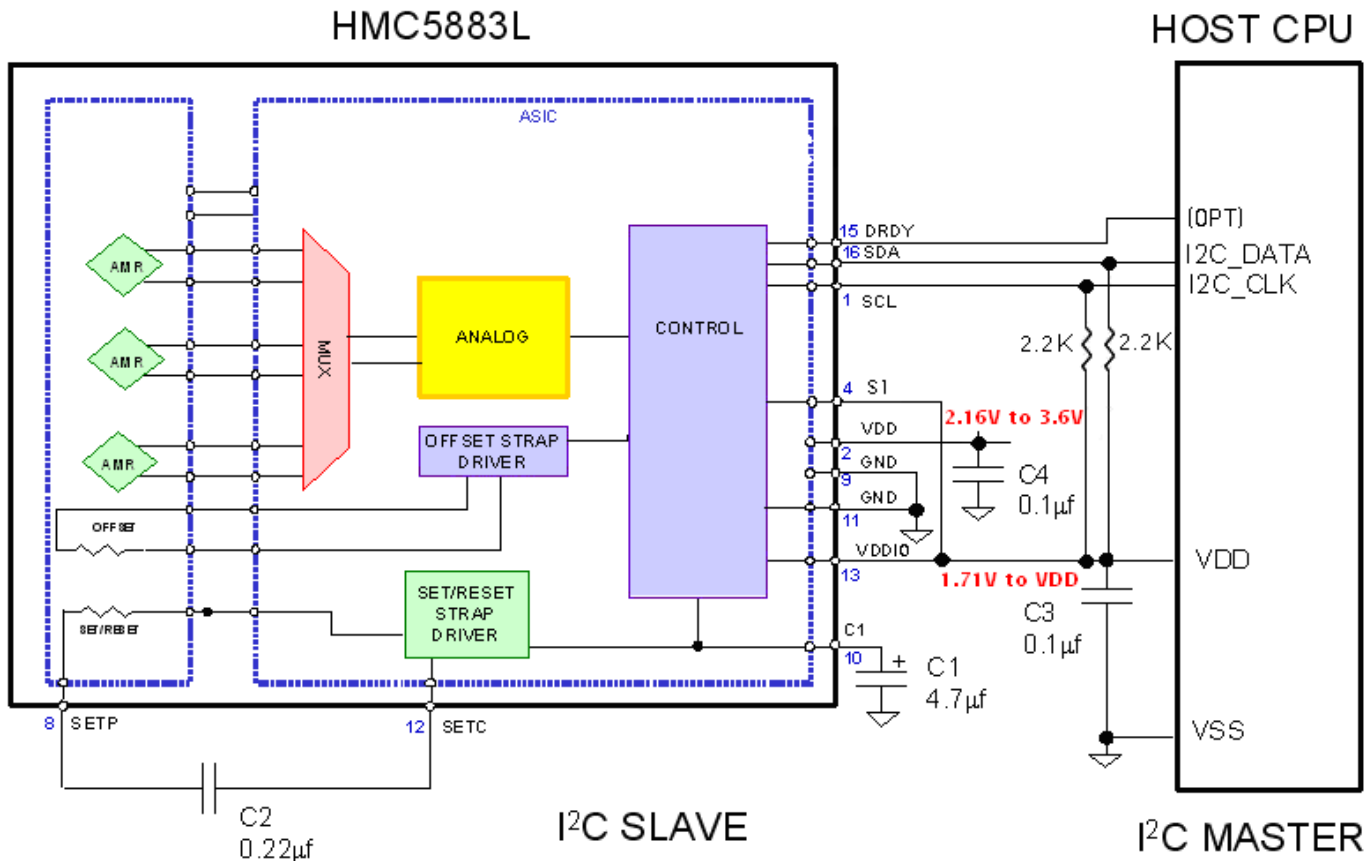 HMC5883L
HOST CPU
ASIC
AMR
AMR
AMR
MUX
ANALOG
CONTROL
OFFSET STRAP
DRIVER
OFFSET
SET/RESET
STRAP
DRIVER
SET/RESET
15 DRDY
16 SDA
1 SCL
4 S1
VDD
2
GND
9
GND
11
VDDIO
13
C1
10
(OPT)
I2C_DATA
I2C_CLK
2.2K
2.2K
2.16V to 3.6V
C4
0.1µf
1.71V to VDD
VDD
C3
0.1µf
C1
+
4.7µf
VSS
8 SETP
12 SETC
C2
0.22µf
I²C SLAVE
I²C MASTER